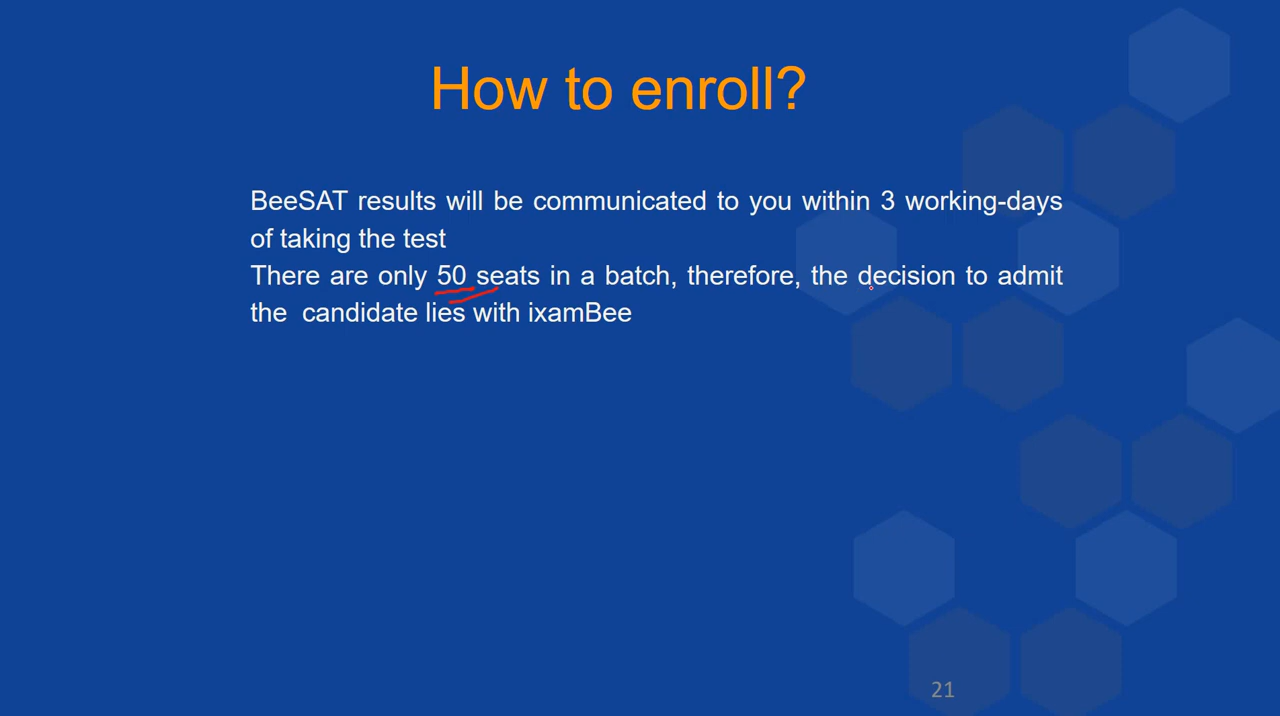 How to enroll?
BeeSAT results will be communicated to you within 3 working-days
of taking the test
There are only 50 seats in a batch, therefore, the decision to admit
the candidate lies with ixamBee
21